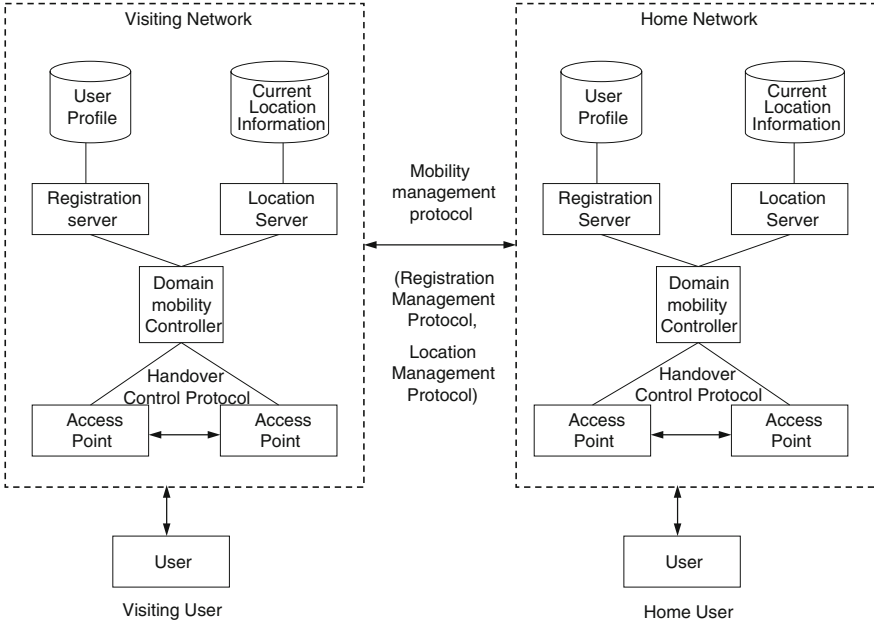 Visiting Network
User
Profile
Current
Location
Information
Registration
server
Location
Server
Domain
mobility
Controller
Handover
Control Protocol
Access
Point
Access
Point
User
Visiting User
Mobility
management
protocol
(Registration
Management
Protocol,
Location
Management
Protocol)
Home Network
User
Profile
Current
Location
Information
Registration
Server
Location
Server
Domain
mobility
Controller
Handover
Control Protocol
Access
Point
Access
Point
User
Home User